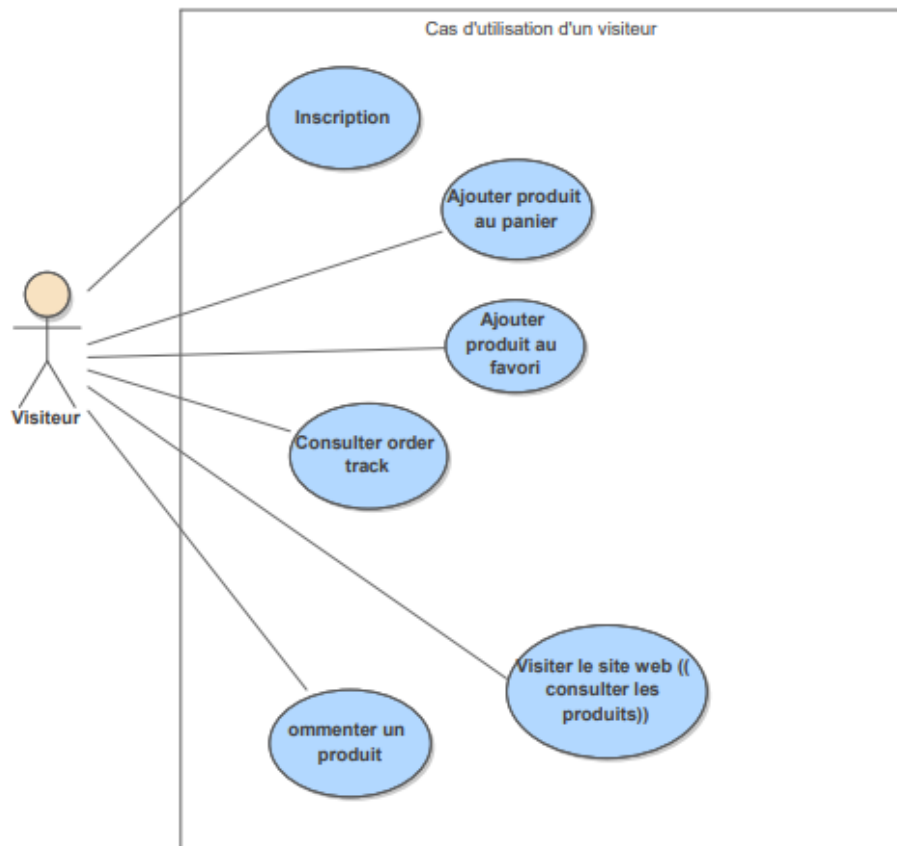 Cas d'utilisation d'un visiteur
Inscription
Ajouter produit
au panier
Ajouter
produit au
favori
Visiteur
Consulter order
track
Visiter le site web ((
consulter les
produits))
ommenter un
produit